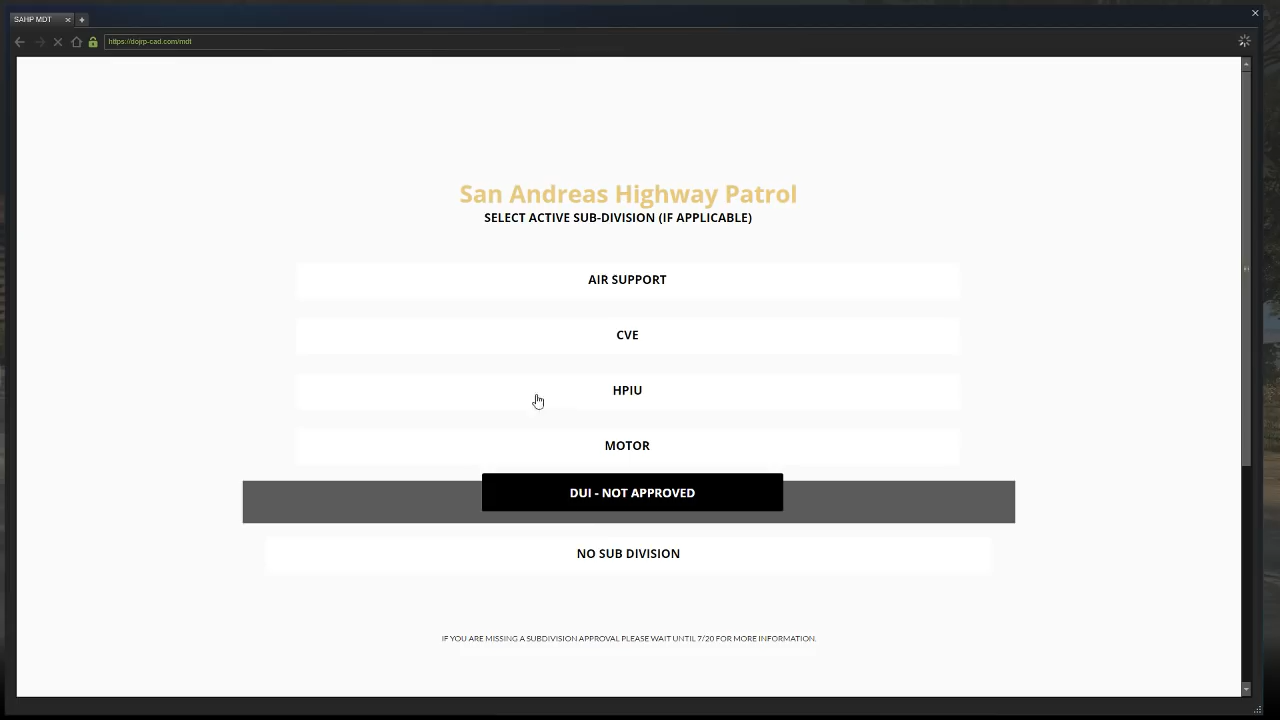 SAHP MDT
https://dojrp-cad.com/mdt
San Andreas Highway Patrol
SELECT ACTIVE SUB-DIVISION (IF APPLICABLE)
AIR SUPPORT
CVE
HPIU
MOTOR
DUI - NOT APPROVED
NO SUB DIVISION
IF YOU ARE MISSING A SUBDIVISION APPROVAL PLEASE WAIT UNTIL 7/20 FOR MORE INFORMATION.